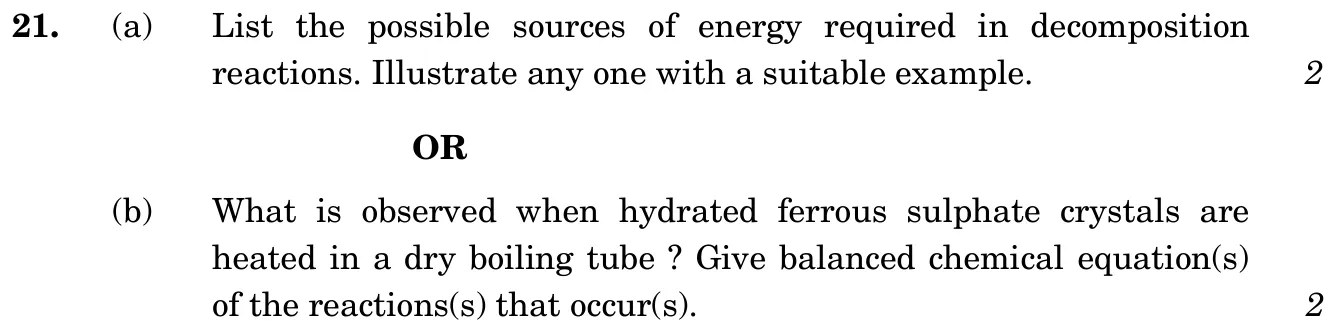 21. (a) List the possible sources of energy required in decomposition
reactions. Illustrate any one with a suitable example. 2
OR
(b) What is observed when hydrated ferrous sulphate crystals are
heated in a dry boiling tube ? Give balanced chemical equation(s)
of the reactions(s) that occur(s). 2